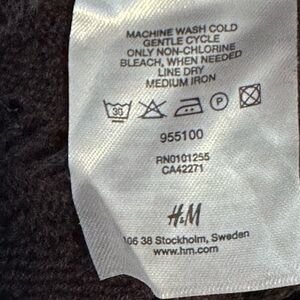 MACHINE WASH COLD
GENTLE CYCLE
ONLY NON-CHLORINE
BLEACH, WHEN NEEDED
LINE DRY
MEDIUM IRON
30 P
955100
RN0101255
CA42271
H&M
106 38 Stockholm, Sweden
www.hm.com